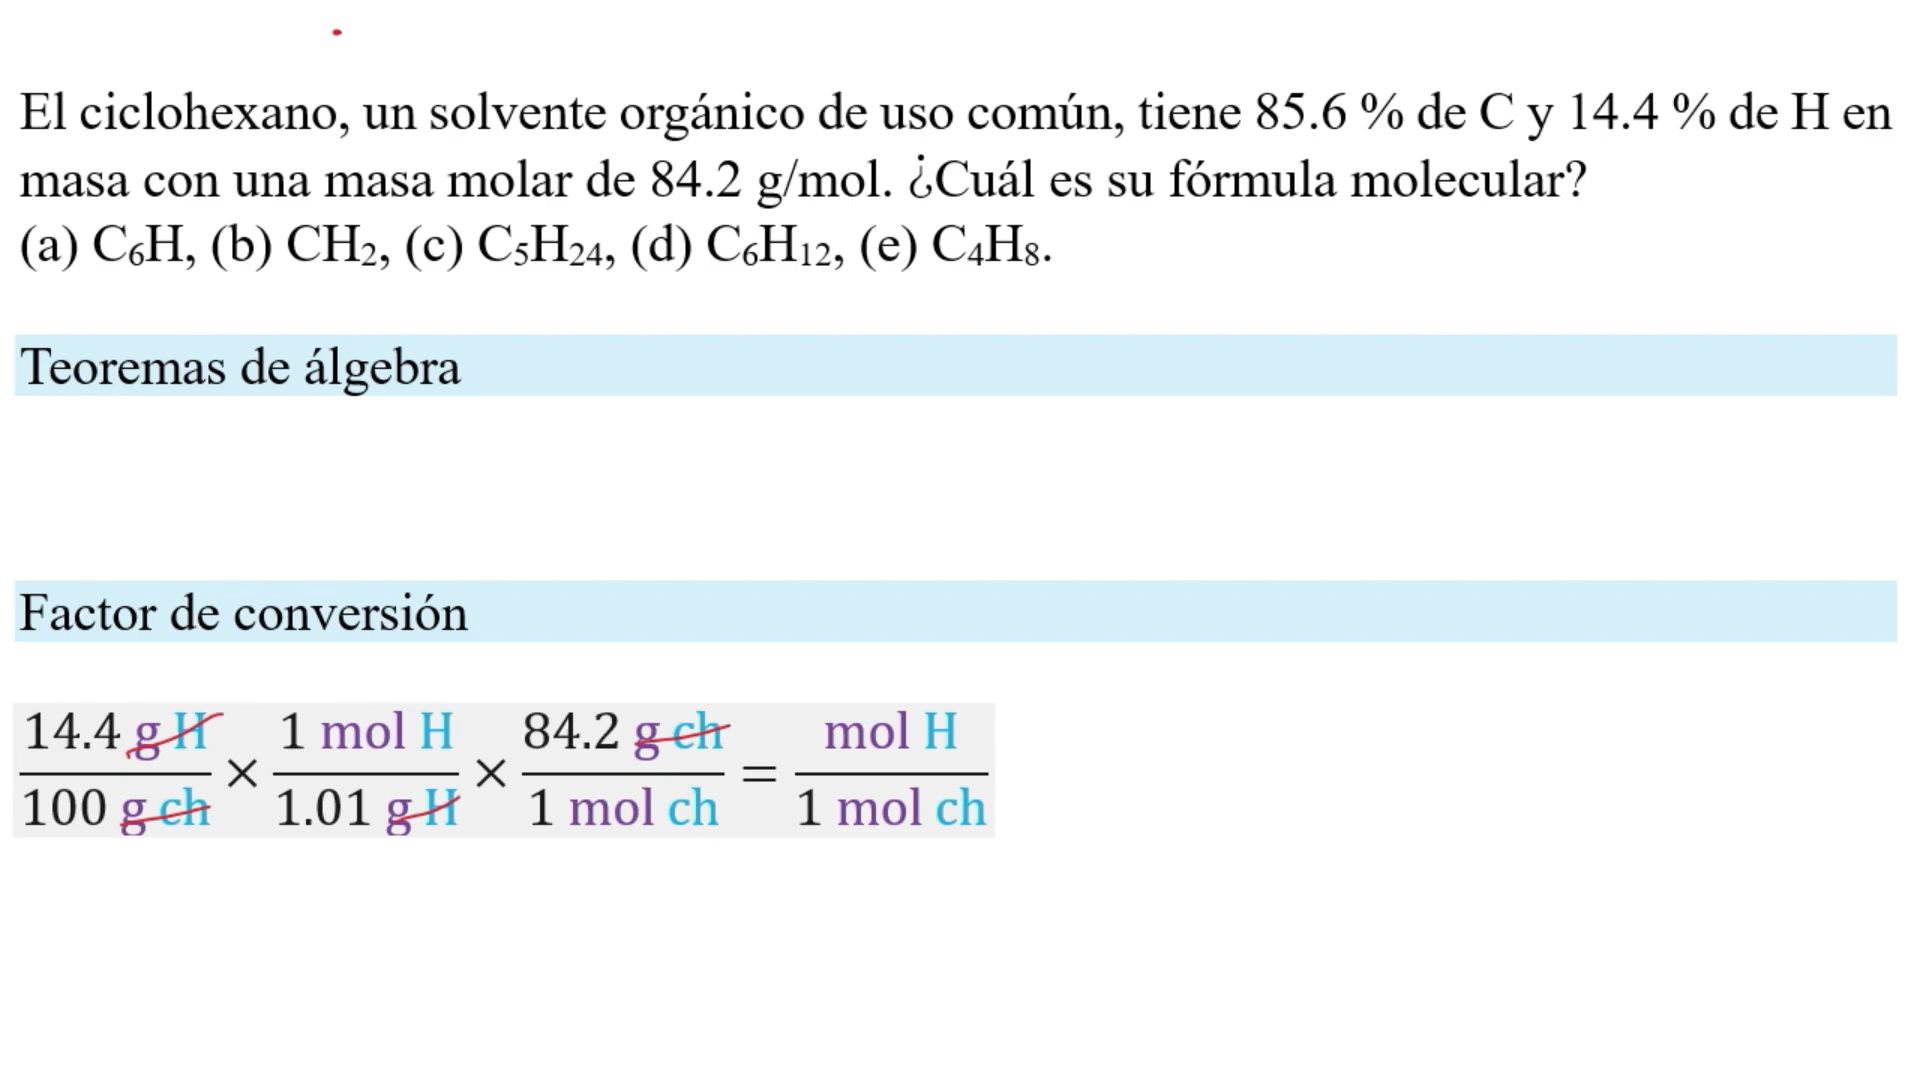 El ciclohexano, un solvente orgánico de uso común, tiene 85.6 % de C y 14.4 % de H en
masa con una masa molar de 84.2 g/mol. ¿Cuál es su fórmula molecular?
(a) C₆H, (b) CH₂, (c) C₅H₂₄, (d) C₆H₁₂, (e) C₄H₈.
Teoremas de álgebra
Factor de conversión
14.4 g H / 100 g ch × 1 mol H / 1.01 g H × 84.2 g ch / 1 mol ch = mol H / 1 mol ch